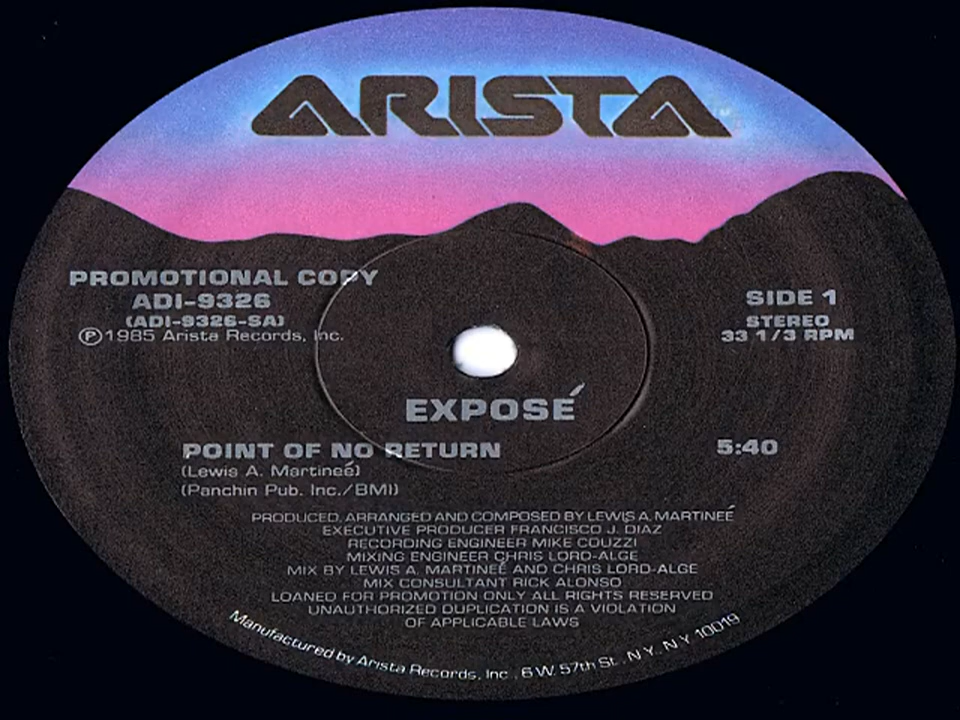 ARISTA
PROMOTIONAL COPY
ADI-9326
(ADI-9326-SA)
Ⓟ1985 Arista Records, Inc.
SIDE 1
STEREO
33 1/3 RPM
EXPOSÉ
POINT OF NO RETURN 5:40
(Lewis A. Martineé)
(Panchin Pub. Inc./BMI)
PRODUCED, ARRANGED AND COMPOSED BY LEWIS A. MARTINEÉ
EXECUTIVE PRODUCER FRANCISCO J. DIAZ
RECORDING ENGINEER MIKE COUZZI
MIXING ENGINEER CHRIS LORD-ALGE
MIX BY LEWIS A. MARTINEÉ AND CHRIS LORD-ALGE
MIX CONSULTANT RICK ALONSO
LOANED FOR PROMOTION ONLY ALL RIGHTS RESERVED
UNAUTHORIZED DUPLICATION IS A VIOLATION
OF APPLICABLE LAWS
Manufactured by Arista Records, Inc., 6 W. 57th St., N.Y., N.Y. 10019